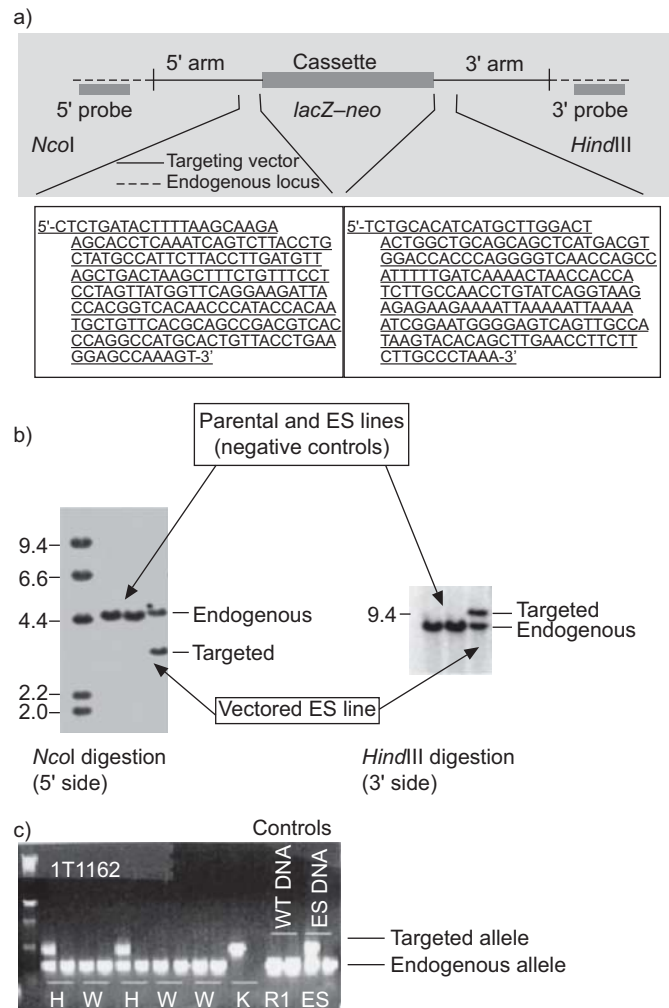 a)
5' arm
Cassette
3' arm
5' probe
lacZ–neo
3' probe
NcoI
HindIII
Targeting vector
Endogenous locus
5'-CTCTGATACTTTTAAGCAAGA
AGCACCTCAAATCAGTCTTACCTG
CTATGCCATTCTTACCTTGATGTT
AGCTGACTAAGCTTTCTGTTTCCT
CCTAGTTATGGTTCAGGAAGATTA
CCACGGTCACAACCCATACCACAA
TGCTGTTCACGCAGCCGACGTCAC
CCAGGCCATGCACTGTTACCTGAA
GGAGCCAAAGT-3'
5'-TCTGCACATCATGCTTGGACT
ACTGGCTGCAGCAGCTCATGACGT
GGACCACCCAGGGGTCAACCAGCC
ATTTTTGATCAAAACTAACCACCA
TCTTGCCAACCTGTATCAGGTAAG
AGAGAAGAAAATTAAAAATTAAAA
ATCGGAATGGGGAGTCAGTTGCCA
TAAGTACACAGCTTGAACCTTCTT
CTTGCCCTAAA-3'
b)
Parental and ES lines
(negative controls)
9.4
6.6
4.4
2.2
2.0
Endogenous
Targeted
9.4
Targeted
Endogenous
Vectored ES line
NcoI digestion
(5' side)
HindIII digestion
(3' side)
c)
Controls
1T1162
WT DNA
ES DNA
Targeted allele
Endogenous allele
H W H W W K R1 ES